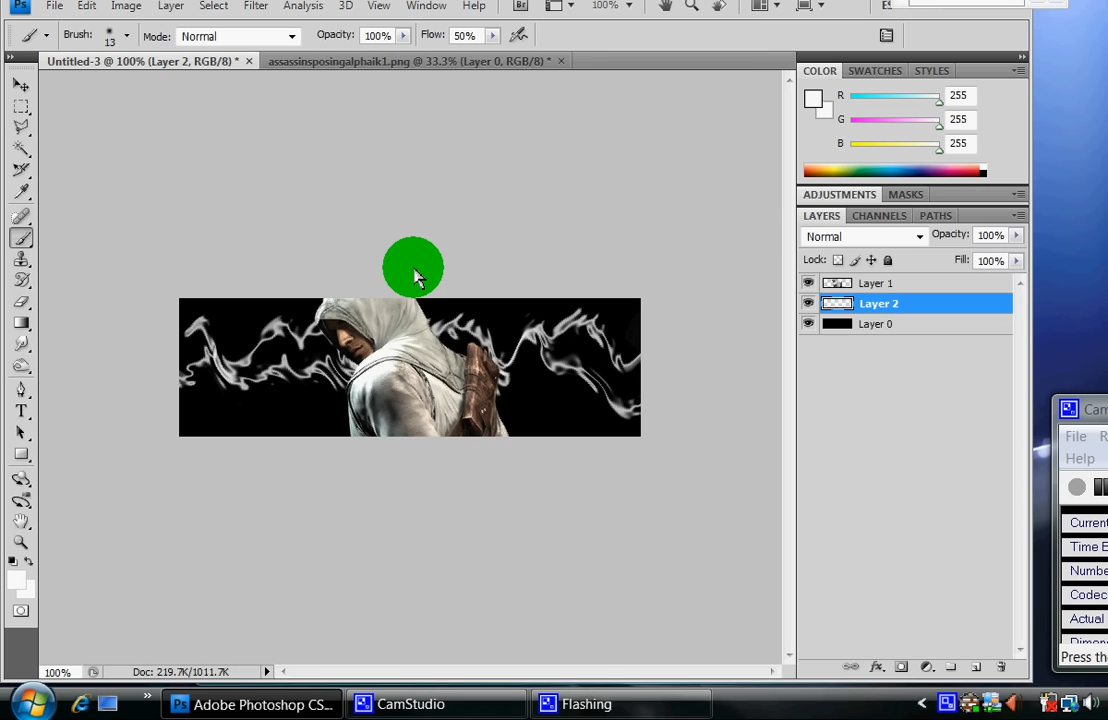 Ps File Edit Image Layer Select Filter Analysis 3D View Window Help Br 100%
Brush: 13 Mode: Normal Opacity: 100% Flow: 50%
Untitled-3 @ 100% (Layer 2, RGB/8) * × assassinsposingalphaik1.png @ 33.3% (Layer 0, RGB/8) * ×
COLOR SWATCHES STYLES
R 255
G 255
B 255
ADJUSTMENTS MASKS
LAYERS CHANNELS PATHS
Normal Opacity: 100%
Lock: Fill: 100%
Layer 1
Layer 2
Layer 0
T
Cam
File
Help
Current
Time E
Numbe
Codec
Actual
Press the
100% Doc: 219.7K/1011.7K
Ps Adobe Photoshop CS... CamStudio Flashing